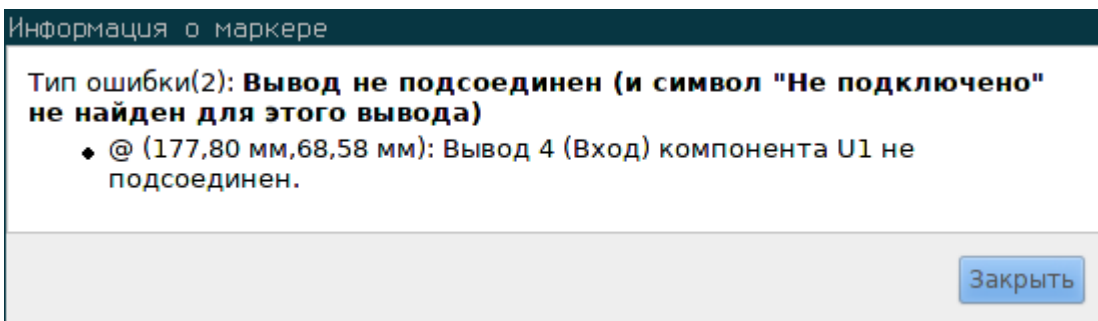 Информация о маркере
Тип ошибки(2): Вывод не подсоединен (и символ "Не подключено"
не найден для этого вывода)
@ (177,80 мм,68,58 мм): Вывод 4 (Вход) компонента U1 не
подсоединен.
Закрыть